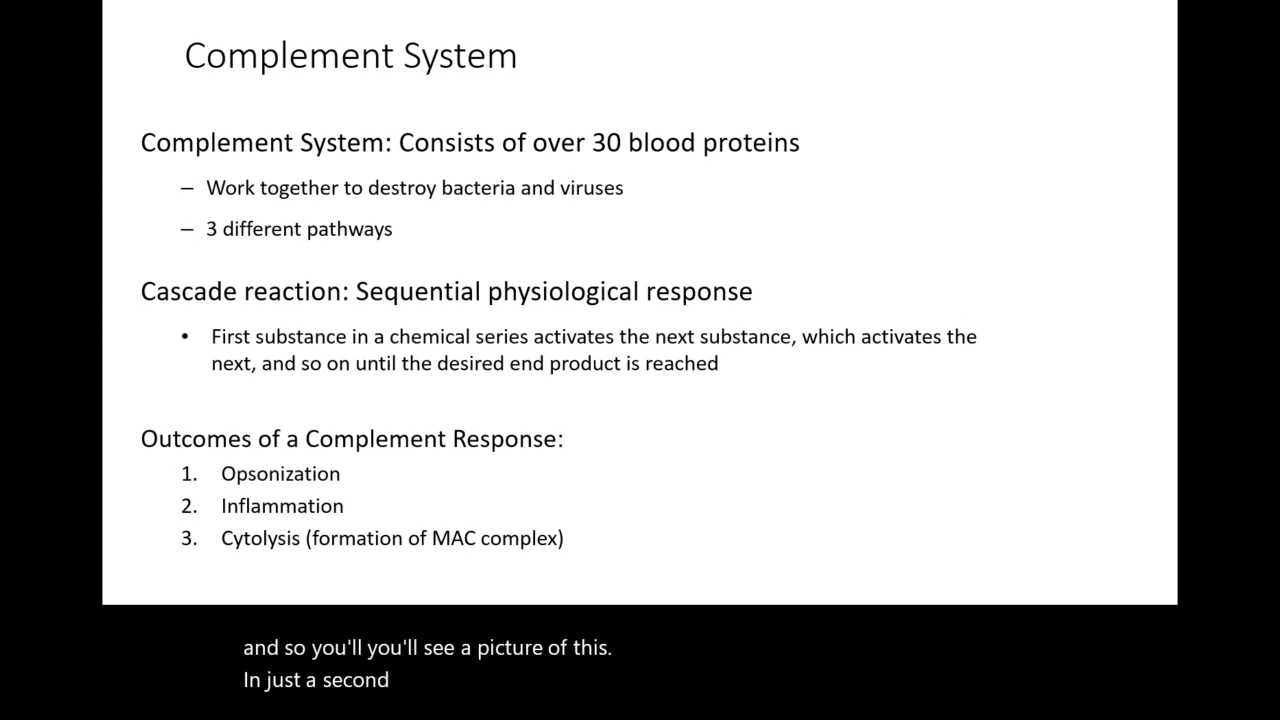 Complement System
Complement System: Consists of over 30 blood proteins
– Work together to destroy bacteria and viruses
– 3 different pathways
Cascade reaction: Sequential physiological response
• First substance in a chemical series activates the next substance, which activates the
next, and so on until the desired end product is reached
Outcomes of a Complement Response:
1. Opsonization
2. Inflammation
3. Cytolysis (formation of MAC complex)
and so you'll you'll see a picture of this.
In just a second